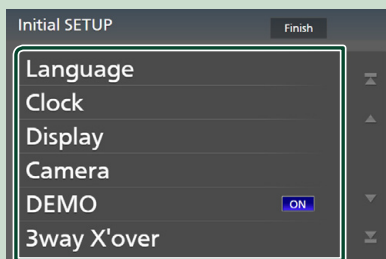 Initial SETUP
Finish
Language
Clock
Display
Camera
DEMO
ON
3way X'over